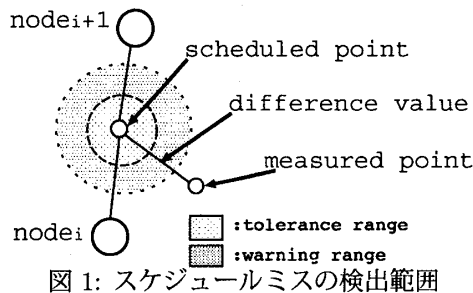 nodei+1
scheduled point
difference value
measured point
nodei
:tolerance range
:warning range
図 1: スケジュールミスの検出範囲